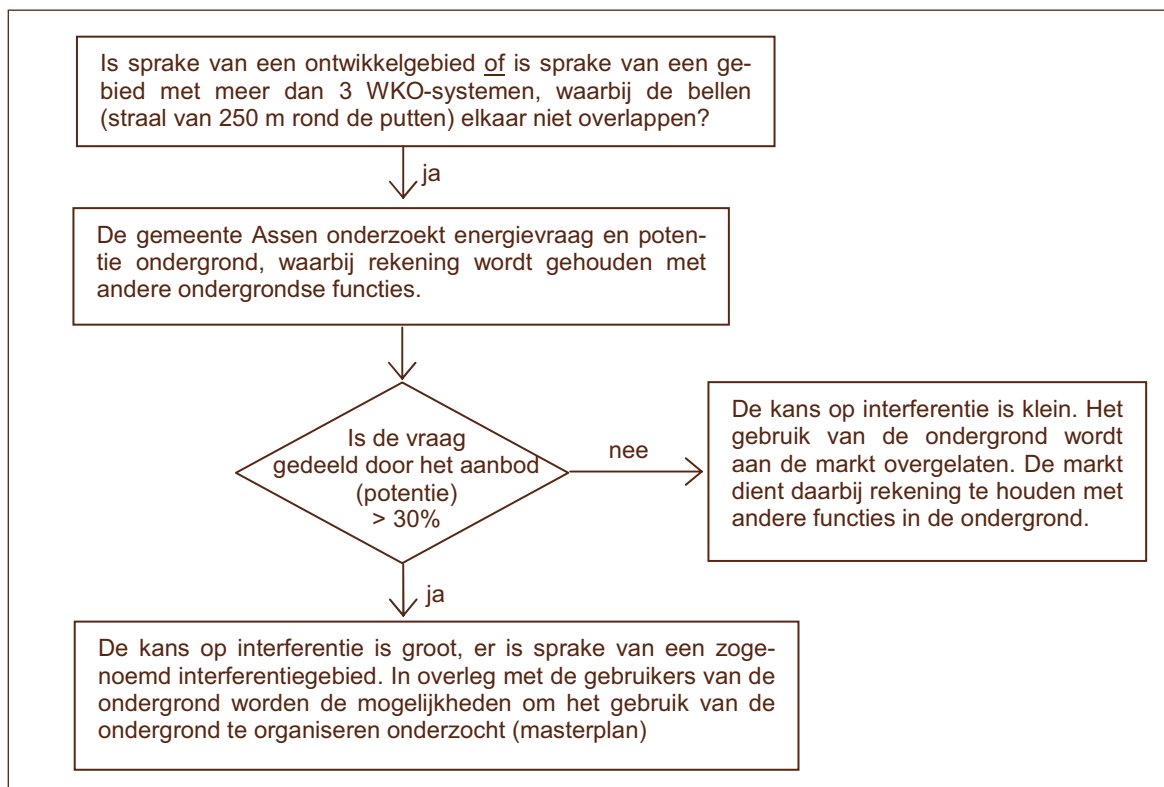 Is sprake van een ontwikkelgebied of is sprake van een ge-
bied met meer dan 3 WKO-systemen, waarbij de bellen
(straal van 250 m rond de putten) elkaar niet overlappen?
ja
De gemeente Assen onderzoekt energievraag en poten-
tie ondergrond, waarbij rekening wordt gehouden met
andere ondergrondse functies.
Is de vraag
gedeeld door het aanbod
(potentie)
> 30%
nee
De kans op interferentie is klein. Het
gebruik van de ondergrond wordt
aan de markt overgelaten. De markt
dient daarbij rekening te houden met
andere functies in de ondergrond.
ja
De kans op interferentie is groot, er is sprake van een zoge-
noemd interferentiegebied. In overleg met de gebruikers van de
ondergrond worden de mogelijkheden om het gebruik van de
ondergrond te organiseren onderzocht (masterplan)